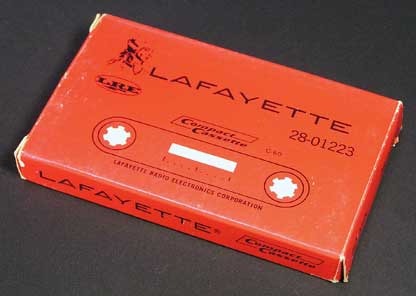 LAFAYETTE
LRE
Compact
Cassette
28-01223
C-60
LAFAYETTE RADIO ELECTRONICS CORPORATION
LAFAYETTE®
Compact
Cassette